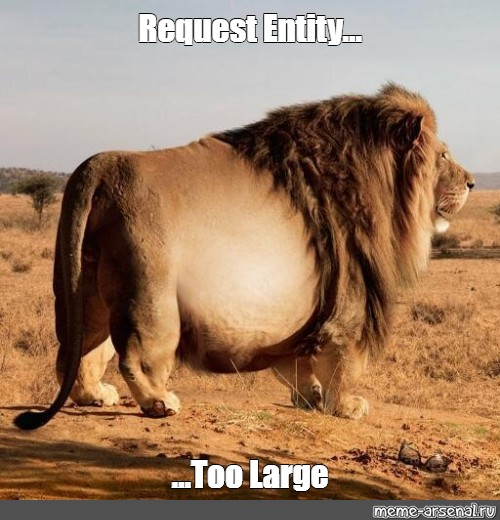 Request Entity...
...Too Large
meme-arsenal.ru